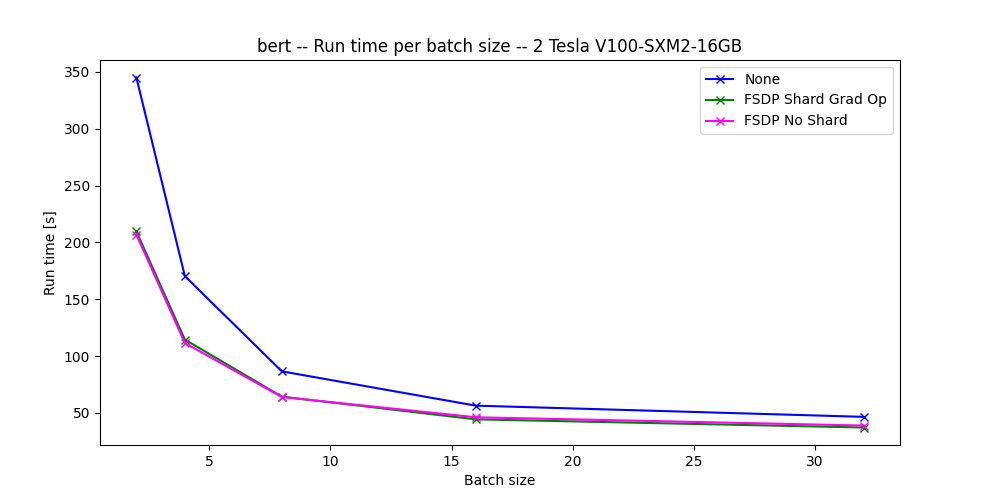 bert -- Run time per batch size -- 2 Tesla V100-SXM2-16GB
None
FSDP Shard Grad Op
FSDP No Shard
Run time [s]
350
300
250
200
150
100
50
5
10
15
20
25
30
Batch size